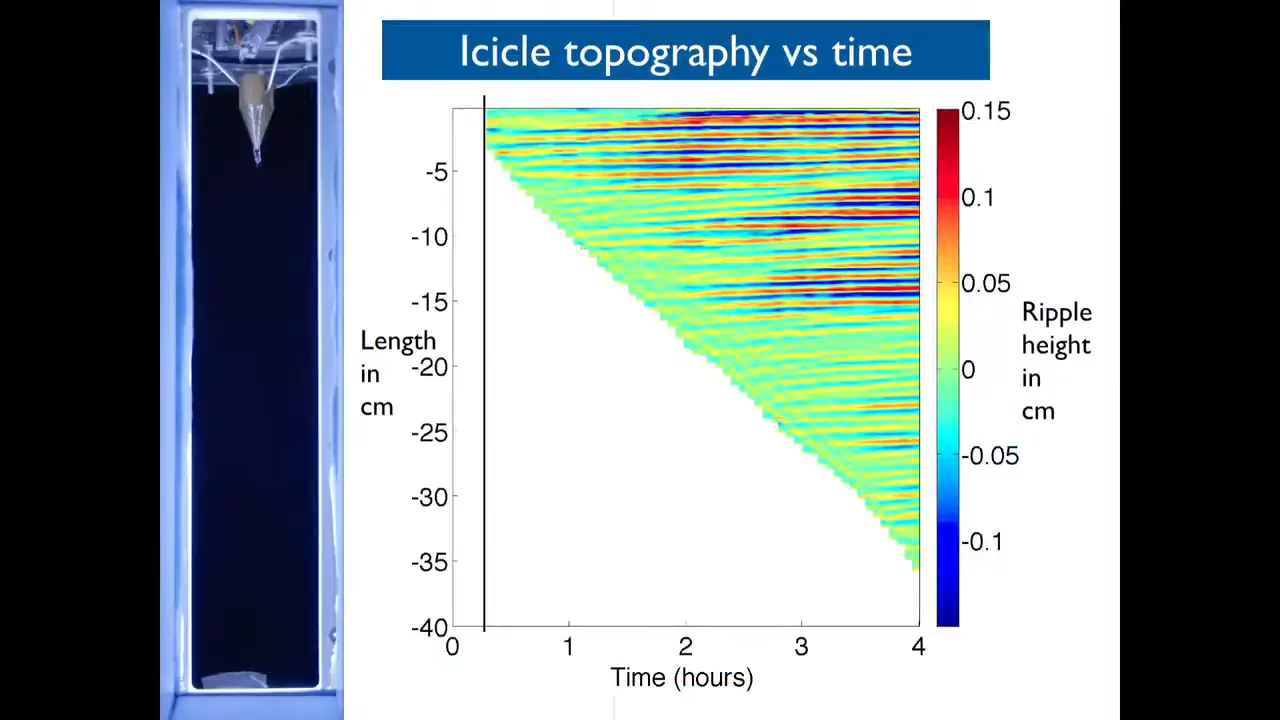 Icicle topography vs time
-5
-10
-15
-20
-25
-30
-35
-40
Length
in
cm
0
1
2
3
4
Time (hours)
0.15
0.1
0.05
0
-0.05
-0.1
Ripple
height
in
cm